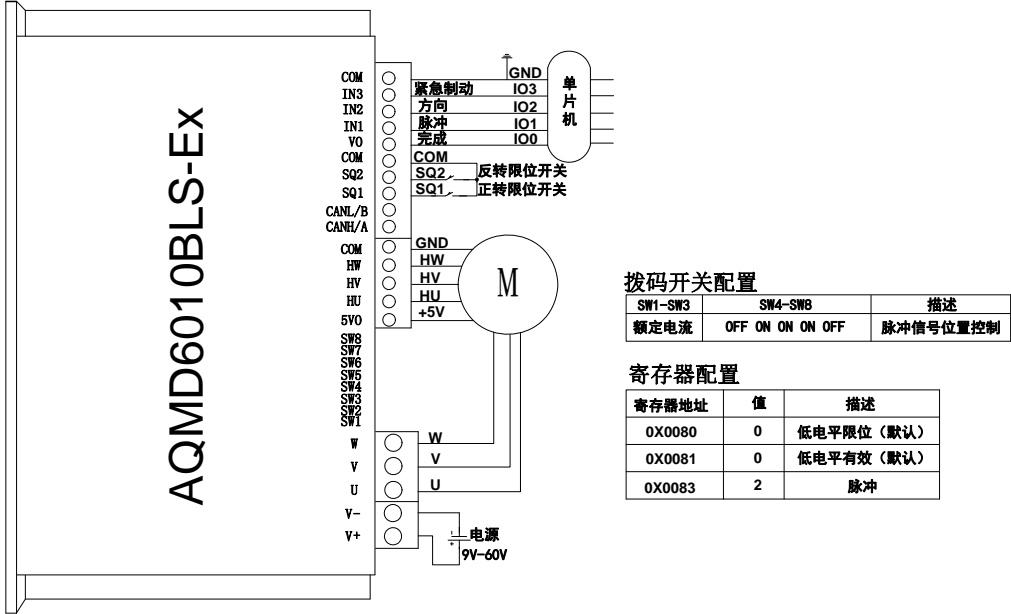 AQMD6010BLS-Ex
COM
IN3
IN2
IN1
VO
COM
SQ2
SQ1
CANL/B
CANH/A
COM
HW
HV
HU
5VO
SW8
SW7
SW6
SW5
SW4
SW3
SW2
SW1
W
V
U
V-
V+
GND
紧急制动 IO3
方向 IO2
脉冲 IO1
完成 IO0
单片机
COM
SQ2 反转限位开关
SQ1 正转限位开关
GND
HW
HV
HU
+5V
M
W
V
U
- 电源
+ 9V-60V
拨码开关配置
SW1-SW3 SW4-SW8 描述
额定电流 OFF ON ON ON OFF 脉冲信号位置控制
寄存器配置
寄存器地址 值 描述
0X0080 0 低电平限位（默认）
0X0081 0 低电平有效（默认）
0X0083 2 脉冲